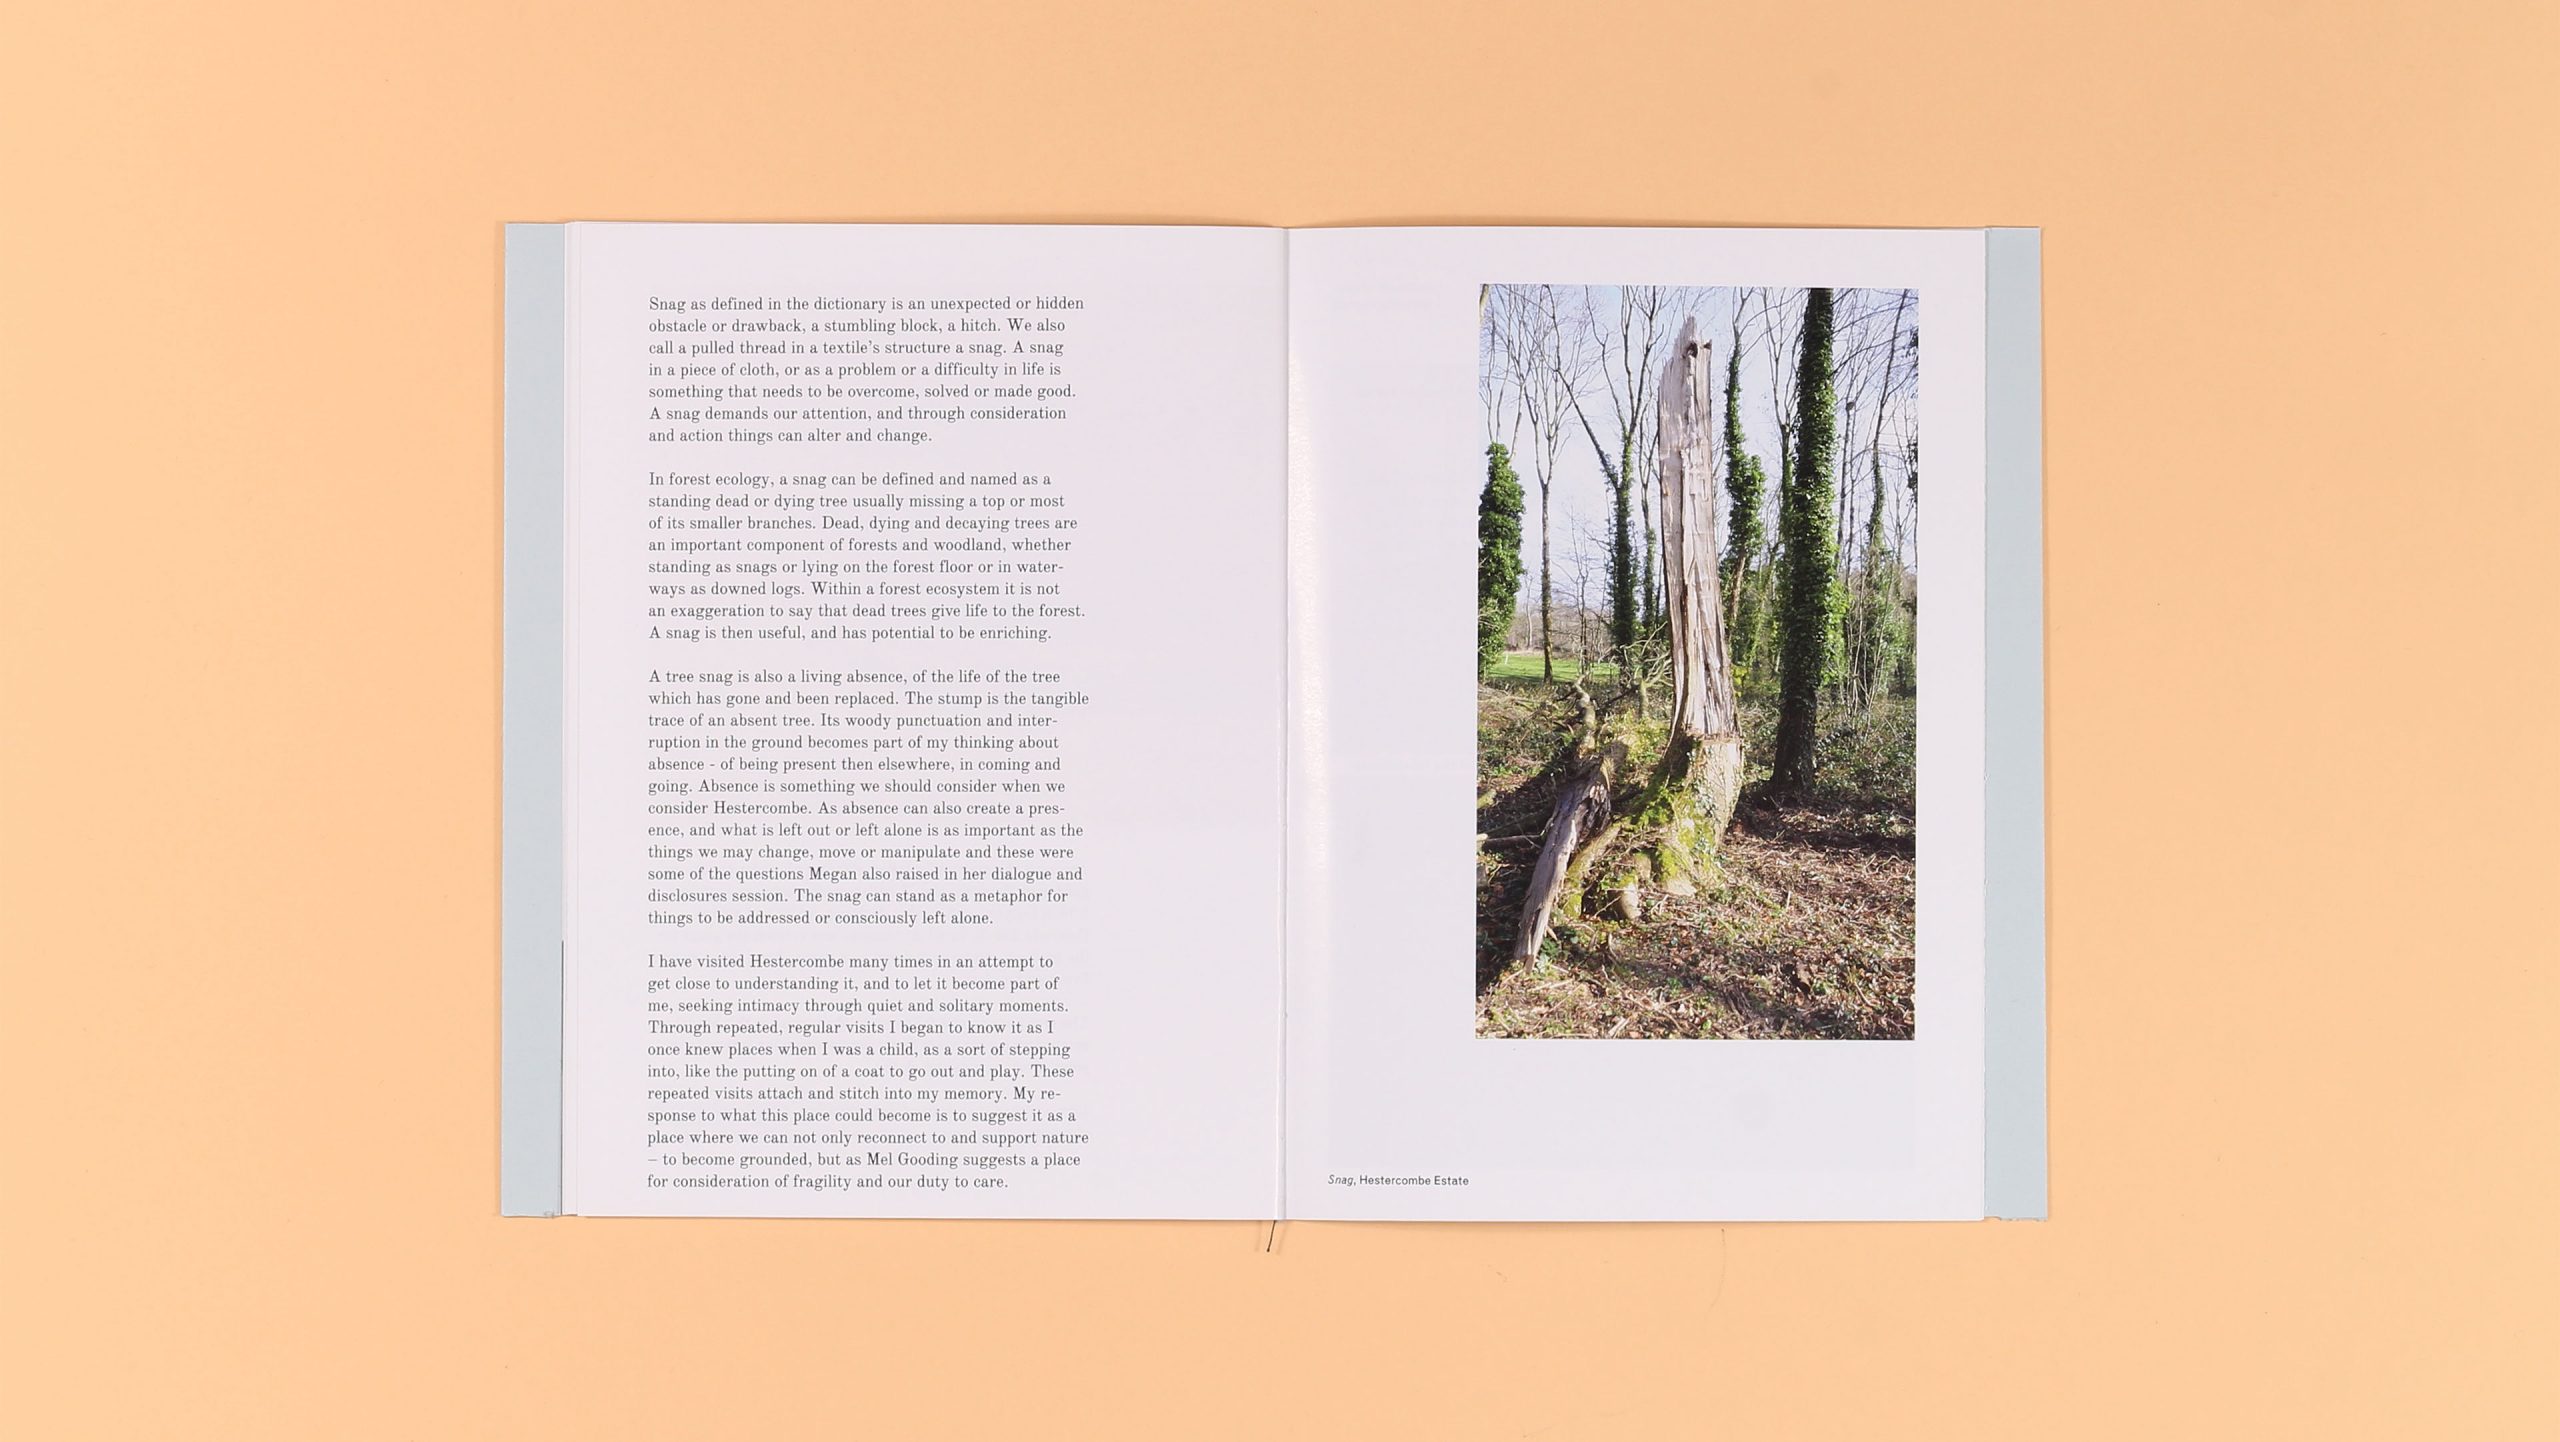 Snag as defined in the dictionary is an unexpected or hidden
obstacle or drawback, a stumbling block, a hitch. We also
call a pulled thread in a textile's structure a snag. A snag
in a piece of cloth, or as a problem or a difficulty in life is
something that needs to be overcome, solved or made good.
A snag demands our attention, and through consideration
and action things can alter and change.
In forest ecology, a snag can be defined and named as a
standing dead or dying tree usually missing a top or most
of its smaller branches. Dead, dying and decaying trees are
an important component of forests and woodland, whether
standing as snags or lying on the forest floor or in water-
ways as downed logs. Within a forest ecosystem it is not
an exaggeration to say that dead trees give life to the forest.
A snag is then useful, and has potential to be enriching.
A tree snag is also a living absence, of the life of the tree
which has gone and been replaced. The stump is the tangible
trace of an absent tree. Its woody punctuation and inter-
ruption in the ground becomes part of my thinking about
absence - of being present then elsewhere, in coming and
going. Absence is something we should consider when we
consider Hestercombe. As absence can also create a pres-
ence, and what is left out or left alone is as important as the
things we may change, move or manipulate and these were
some of the questions Megan also raised in her dialogue and
disclosures session. The snag can stand as a metaphor for
things to be addressed or consciously left alone.
I have visited Hestercombe many times in an attempt to
get close to understanding it, and to let it become part of
me, seeking intimacy through quiet and solitary moments.
Through repeated, regular visits I began to know it as I
once knew places when I was a child, as a sort of stepping
into, like the putting on of a coat to go out and play. These
repeated visits attach and stitch into my memory. My re-
sponse to what this place could become is to suggest it as a
place where we can not only reconnect to and support nature
– to become grounded, but as Mel Gooding suggests a place
for consideration of fragility and our duty to care.
Snag, Hestercombe Estate